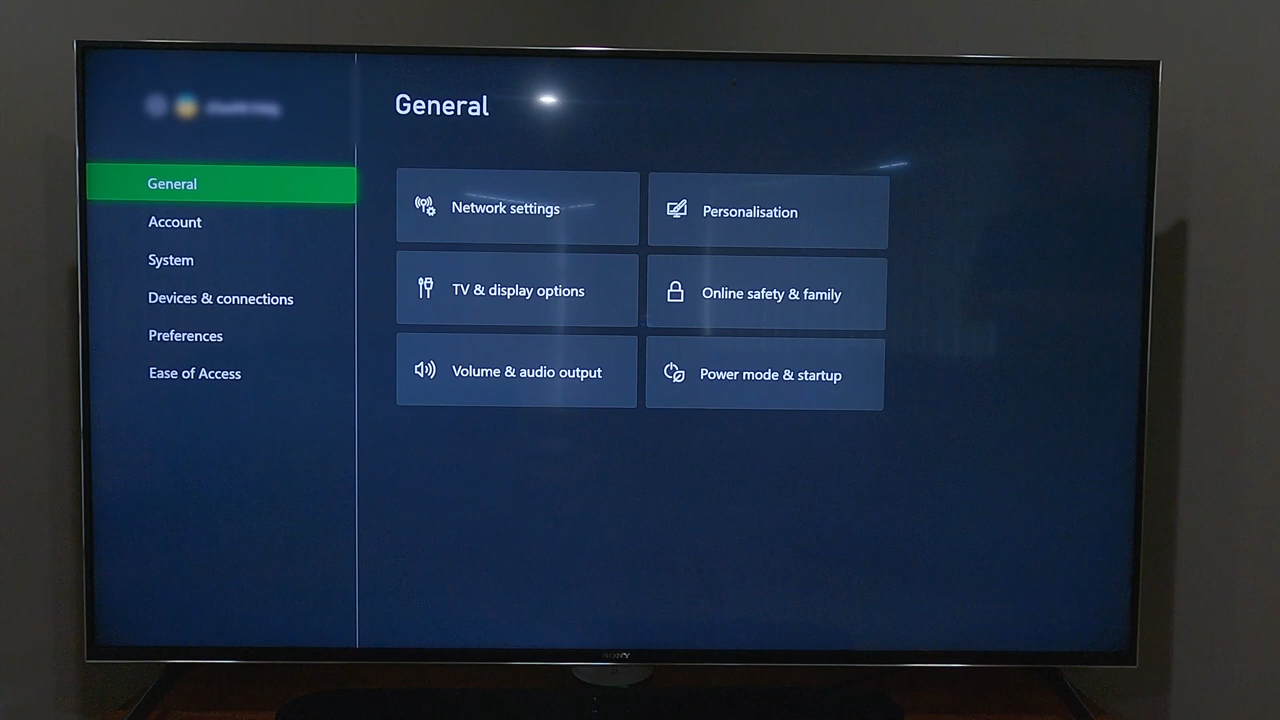 General
Account
System
Devices & connections
Preferences
Ease of Access
General
Network settings
Personalisation
TV & display options
Online safety & family
Volume & audio output
Power mode & startup
SONY